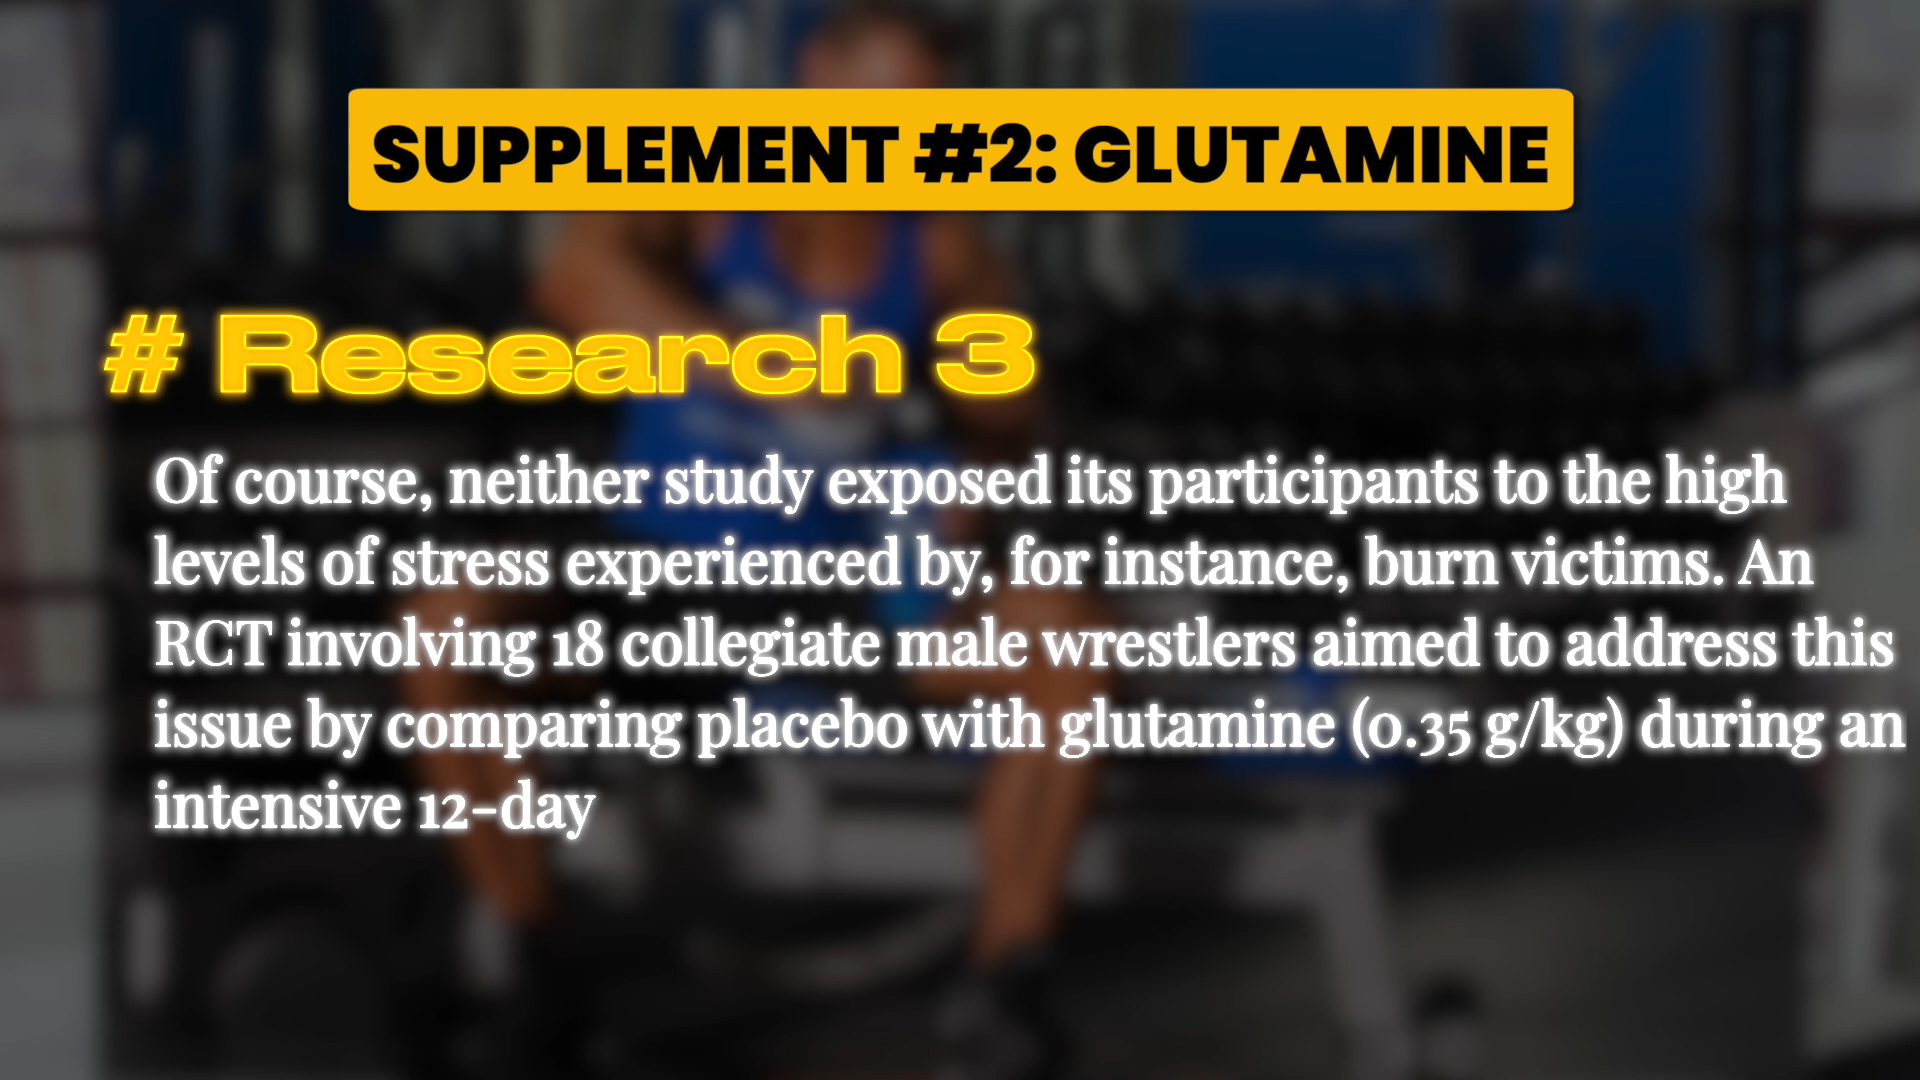 SUPPLEMENT #2: GLUTAMINE
# Research 3
Of course, neither study exposed its participants to the high
levels of stress experienced by, for instance, burn victims. An
RCT involving 18 collegiate male wrestlers aimed to address this
issue by comparing placebo with glutamine (0.35 g/kg) during an
intensive 12-day